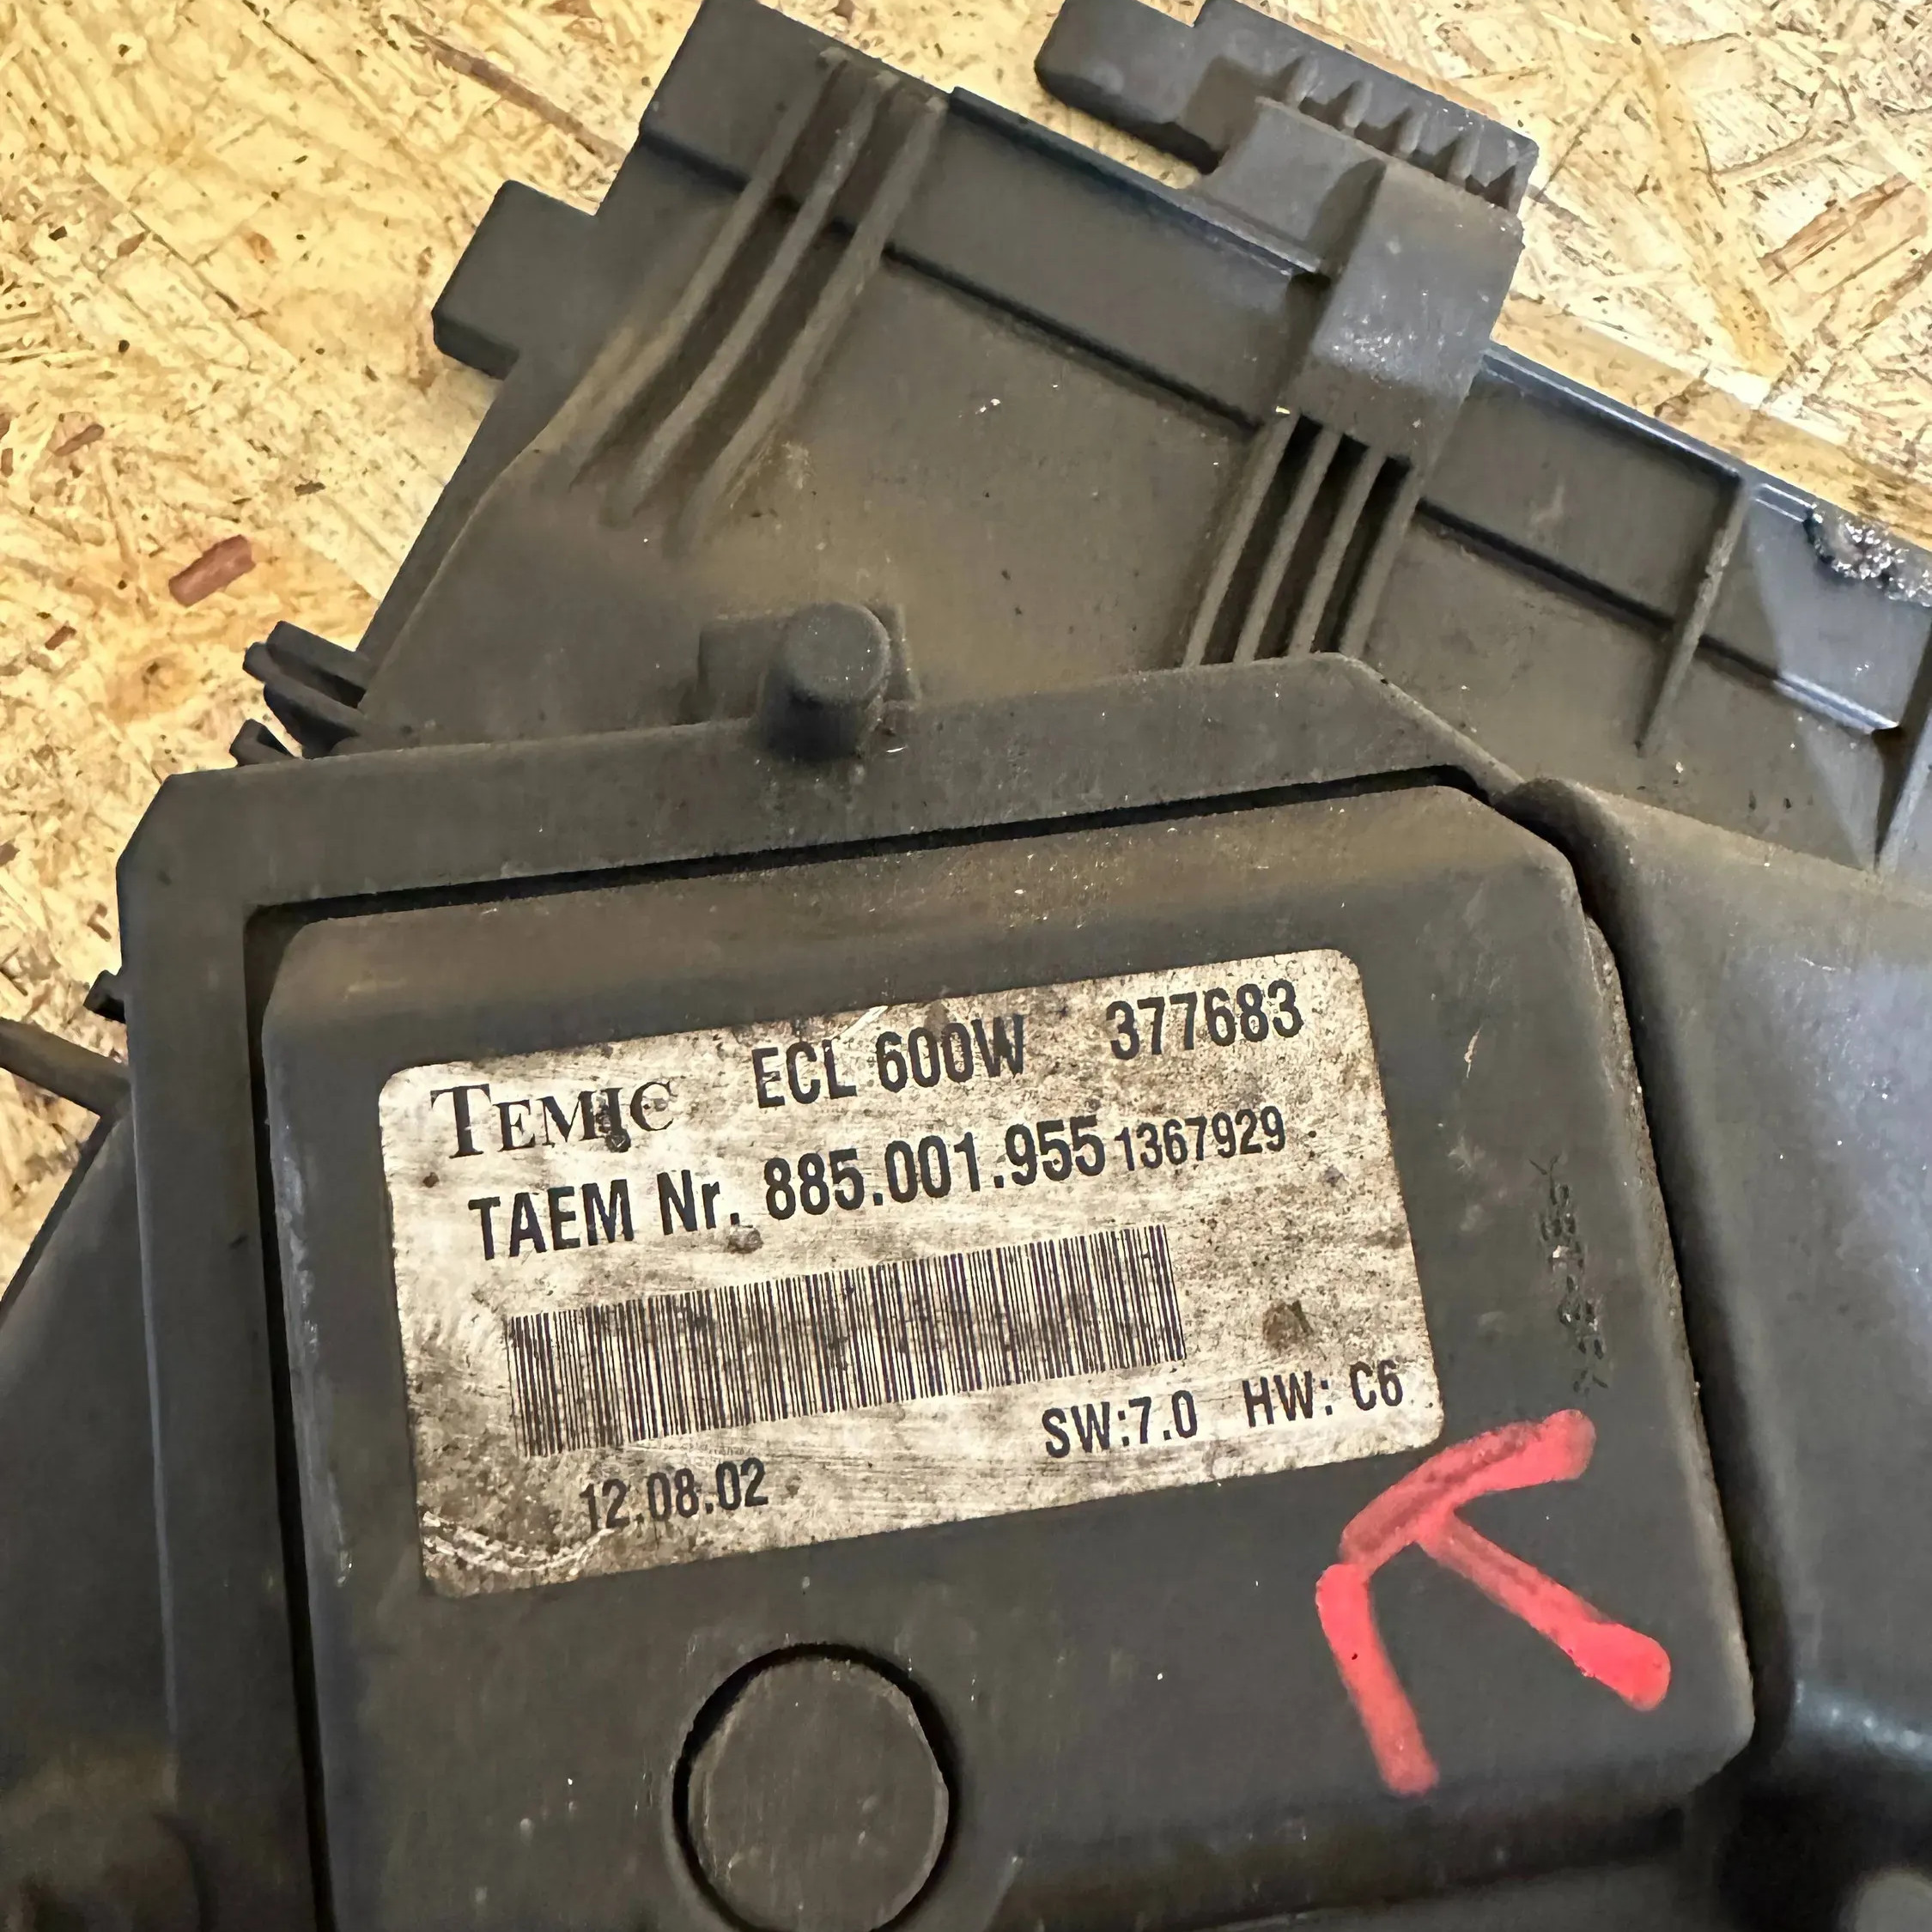 TEMIC ECL 600W 377683
TAEM Nr. 885.001.955 1367929
SW:7.0 HW: C6
12.08.02